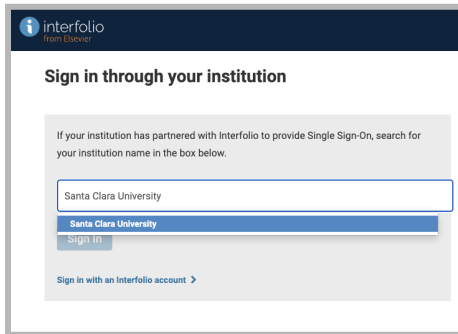 interfolio
from Elsevier
Sign in through your institution
If your institution has partnered with Interfolio to provide Single Sign-On, search for
your institution name in the box below.
Santa Clara University
Santa Clara University
Sign In
Sign in with an Interfolio account